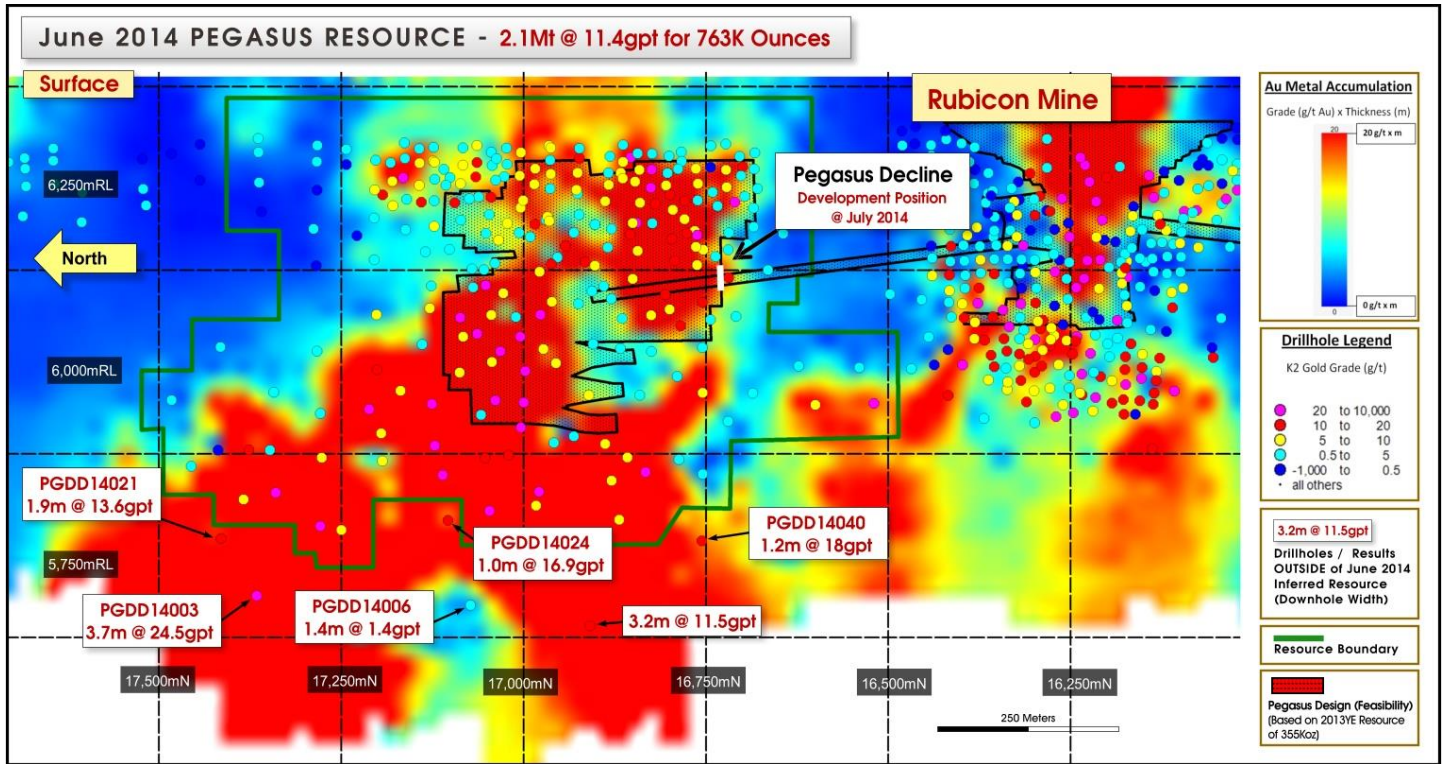 June 2014 PEGASUS RESOURCE - 2.1Mt @ 11.4gpt for 763K Ounces
Surface
Rubicon Mine
6,250mRL
Pegasus Decline
Development Position
@ July 2014
North
6,000mRL
PGDD14021
1.9m @ 13.6gpt
PGDD14024
1.0m @ 16.9gpt
PGDD14040
1.2m @ 18gpt
5,750mRL
PGDD14003
3.7m @ 24.5gpt
PGDD14006
1.4m @ 1.4gpt
3.2m @ 11.5gpt
17,500mN
17,250mN
17,000mN
16,750mN
16,500mN
16,250mN
250 Meters
Au Metal Accumulation
Grade (g/t Au) x Thickness (m)
20
20 g/t x m
0 g/t x m
0
Drillhole Legend
K2 Gold Grade (g/t)
20 to 10,000
10 to 20
5 to 10
0.5 to 5
-1,000 to 0.5
all others
3.2m @ 11.5gpt
Drillholes / Results
OUTSIDE of June 2014
Inferred Resource
(Downhole Width)
Resource Boundary
Pegasus Design (Feasibility)
(Based on 2013YE Resource
of 355Koz)